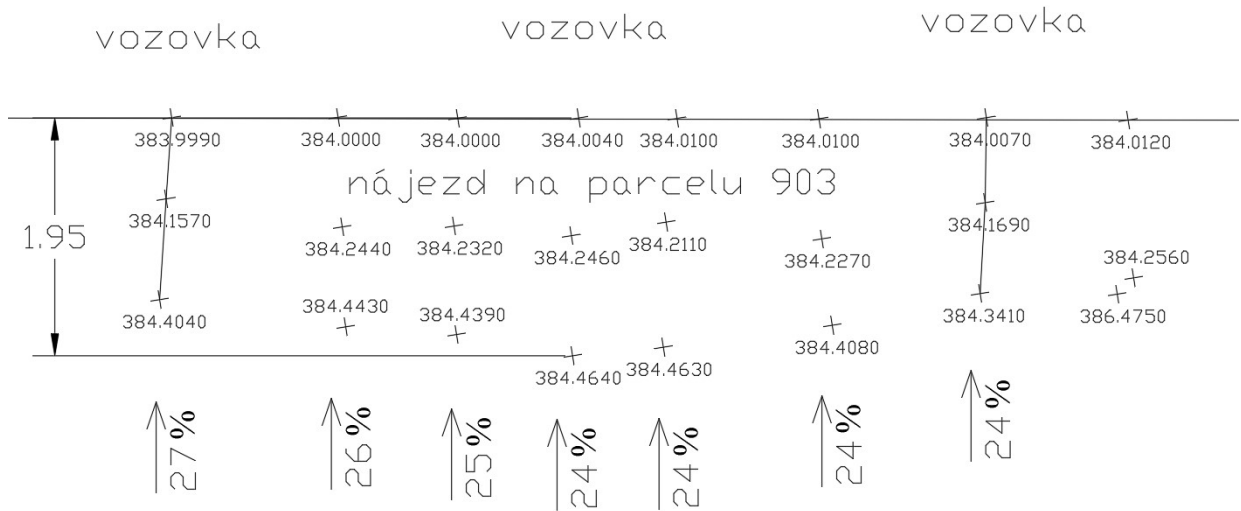 vozovka vozovka vozovka
383.9990 384.0000 384.0000 384.0040 384.0100 384.0100 384.0070 384.0120
nájezd na parcelu 903
384.1570 384.1690
1.95 384.2440 384.2320 384.2460 384.2110 384.2270 384.2560
384.4040 384.4430 384.4390 384.3410 386.4750
384.4640 384.4630 384.4080
27% 26% 25% 24% 24% 24% 24%